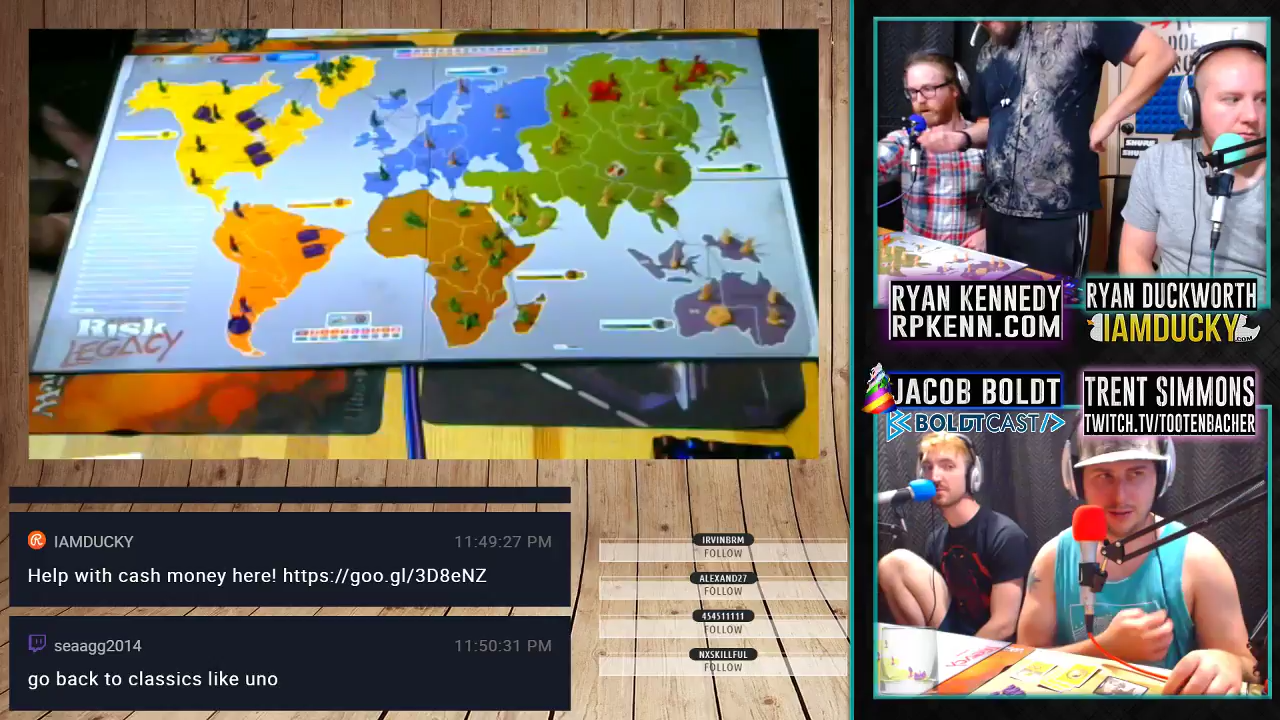 Risk
LEGACY
RYAN KENNEDY
RPKENN.COM
RYAN DUCKWORTH
IAMDUCKY.COM
JACOB BOLDT
BOLDTCAST/>
TRENT SIMMONS
TWITCH.TV/TOOTENBACHER
IAMDUCKY
11:49:27 PM
Help with cash money here! https://goo.gl/3D8eNZ
seaagg2014
11:50:31 PM
go back to classics like uno
IRVINBRM
FOLLOW
ALEXAND27
FOLLOW
454511111
FOLLOW
NXSKILLFUL
FOLLOW